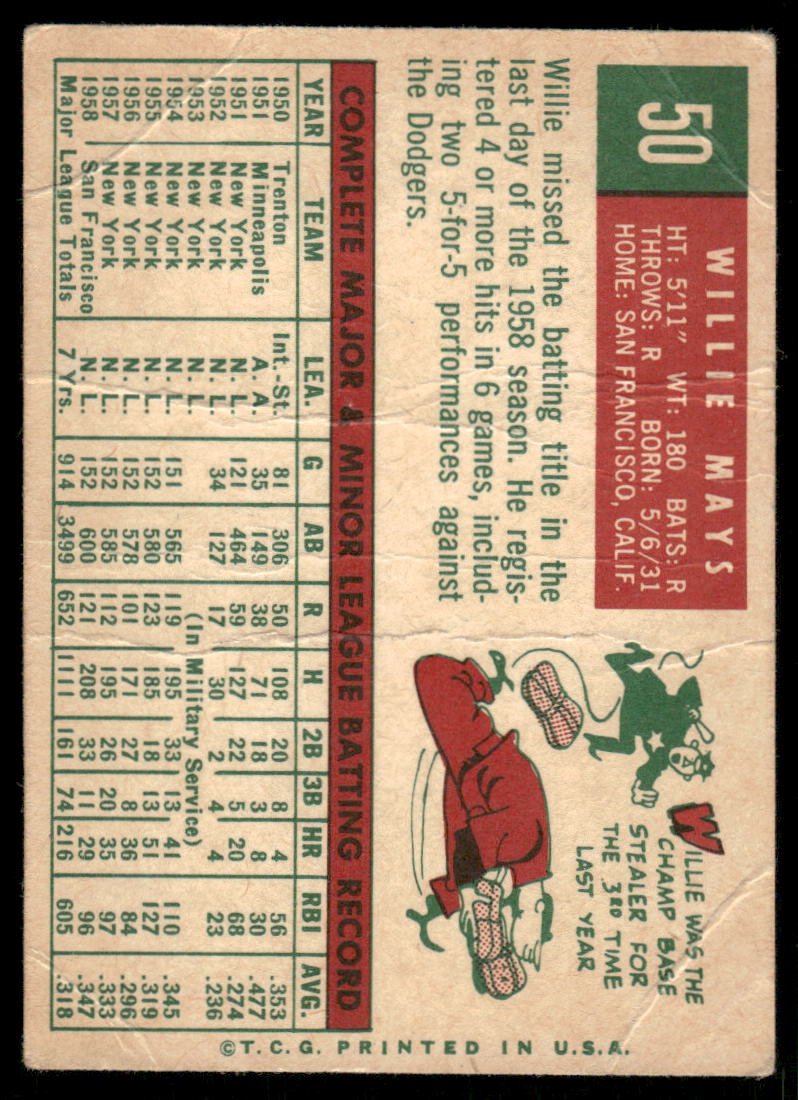 50
WILLIE MAYS
HT: 5'11" WT: 180 BATS: R
THROWS: R BORN: 5/6/31
HOME: SAN FRANCISCO, CALIF.
Willie missed the batting title in the
last day of the 1958 season. He regis-
tered 4 or more hits in 6 games, includ-
ing two 5-for-5 performances against
the Dodgers.
WILLIE WAS THE
CHAMP BASE
STEALER FOR
THE 3RD TIME
LAST YEAR
COMPLETE MAJOR & MINOR LEAGUE BATTING RECORD
YEAR TEAM LEA. G AB R H 2B 3B HR RBI AVG.
1950 Trenton Int.-St. 81 306 50 108 20 8 4 56 .353
1951 Minneapolis A. A. 35 149 38 71 18 3 8 30 .477
1951 New York N. L. 121 464 59 127 22 5 20 68 .274
1952 New York N. L. 34 127 17 30 2 4 4 23 .236
1953 New York (In Military Service)
1954 New York N. L. 151 565 119 195 33 13 41 110 .345
1955 New York N. L. 152 580 123 185 18 13 51 127 .319
1956 New York N. L. 152 578 101 171 27 8 36 84 .296
1957 New York N. L. 152 585 112 195 26 20 35 97 .333
1958 San Francisco N. L. 152 600 121 208 33 11 29 96 .347
Major League Totals 7 Yrs. 914 3499 652 1111 161 74 216 605 .318
©T.C.G. PRINTED IN U.S.A.